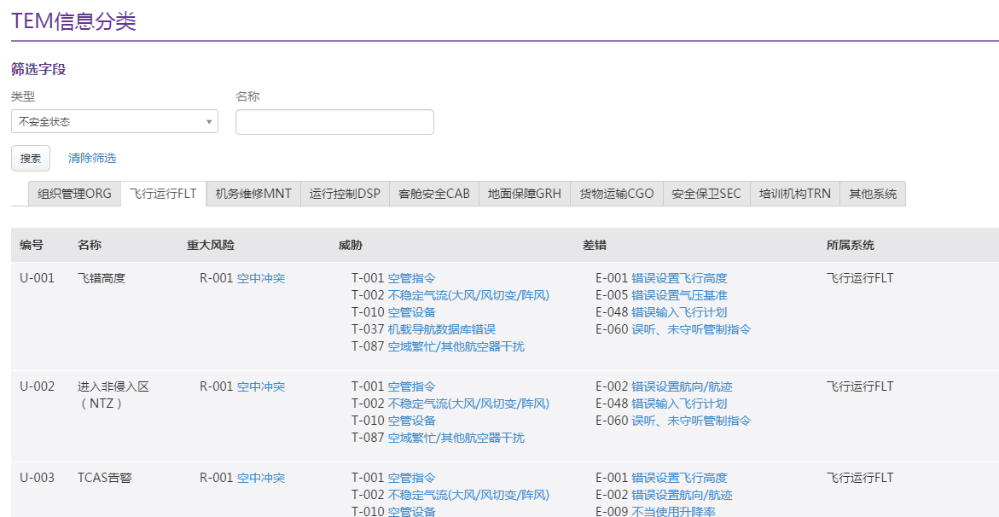 TEM信息分类
筛选字段
类型 名称
不安全状态
搜索 清除筛选
组织管理ORG 飞行运行FLT 机务维修MNT 运行控制DSP 客舱安全CAB 地面保障GRH 货物运输CGO 安全保卫SEC 培训机构TRN 其他系统
编号 名称 重大风险 威胁 差错 所属系统
U-001 飞错高度 R-001 空中冲突 T-001 空管指令 E-001 错误设置飞行高度 飞行运行FLT
T-002 不稳定气流(大风/风切变/阵风) E-005 错误设置气压基准
T-010 空管设备 E-048 错误输入飞行计划
T-037 机载导航数据库错误 E-060 误听、未守听管制指令
T-087 空域繁忙/其他航空器干扰
U-002 进入非侵入区 R-001 空中冲突 T-001 空管指令 E-002 错误设置航向/航迹 飞行运行FLT
（NTZ） T-002 不稳定气流(大风/风切变/阵风) E-048 错误输入飞行计划
T-010 空管设备 E-060 误听、未守听管制指令
T-087 空域繁忙/其他航空器干扰
U-003 TCAS告警 R-001 空中冲突 T-001 空管指令 E-001 错误设置飞行高度 飞行运行FLT
T-002 不稳定气流(大风/风切变/阵风) E-002 错误设置航向/航迹
T-010 空管设备 E-009 不当使用升降率